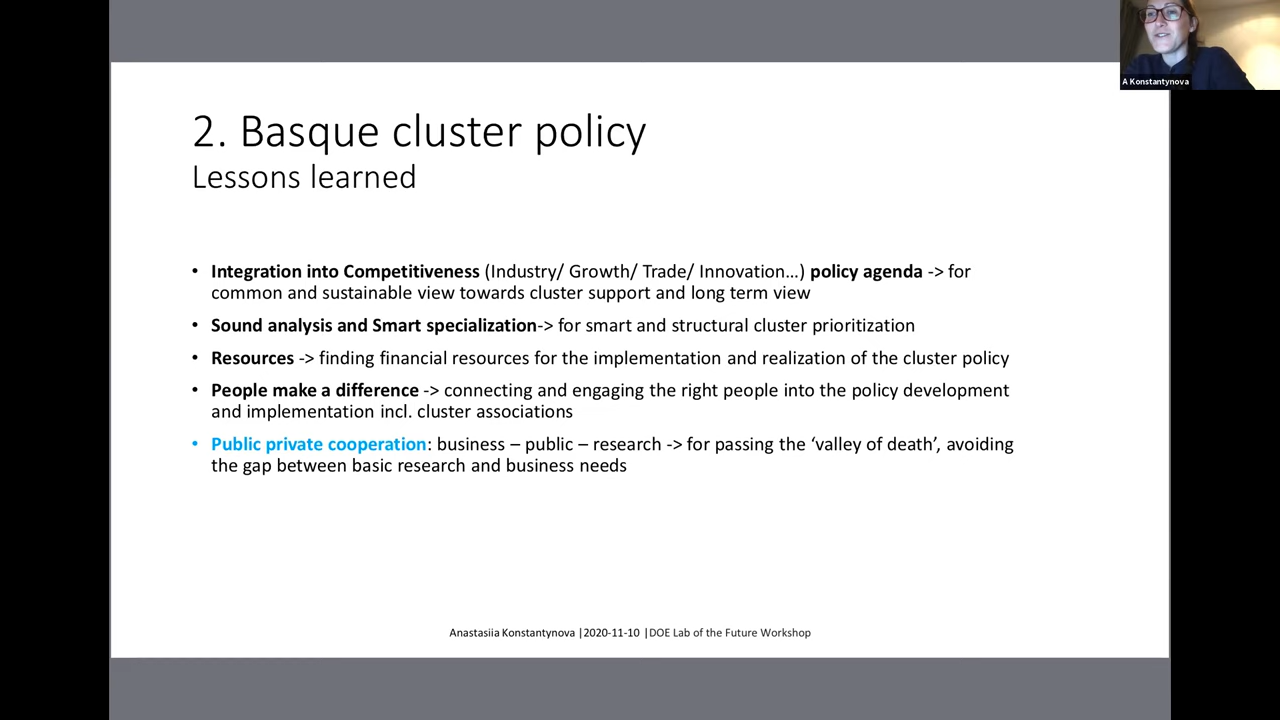 A Konstantynova
2. Basque cluster policy
Lessons learned
• Integration into Competitiveness (Industry/ Growth/ Trade/ Innovation…) policy agenda -> for
common and sustainable view towards cluster support and long term view
• Sound analysis and Smart specialization-> for smart and structural cluster prioritization
• Resources -> finding financial resources for the implementation and realization of the cluster policy
• People make a difference -> connecting and engaging the right people into the policy development
and implementation incl. cluster associations
• Public private cooperation: business – public – research -> for passing the ‘valley of death’, avoiding
the gap between basic research and business needs
Anastasiia Konstantynova |2020-11-10 |DOE Lab of the Future Workshop